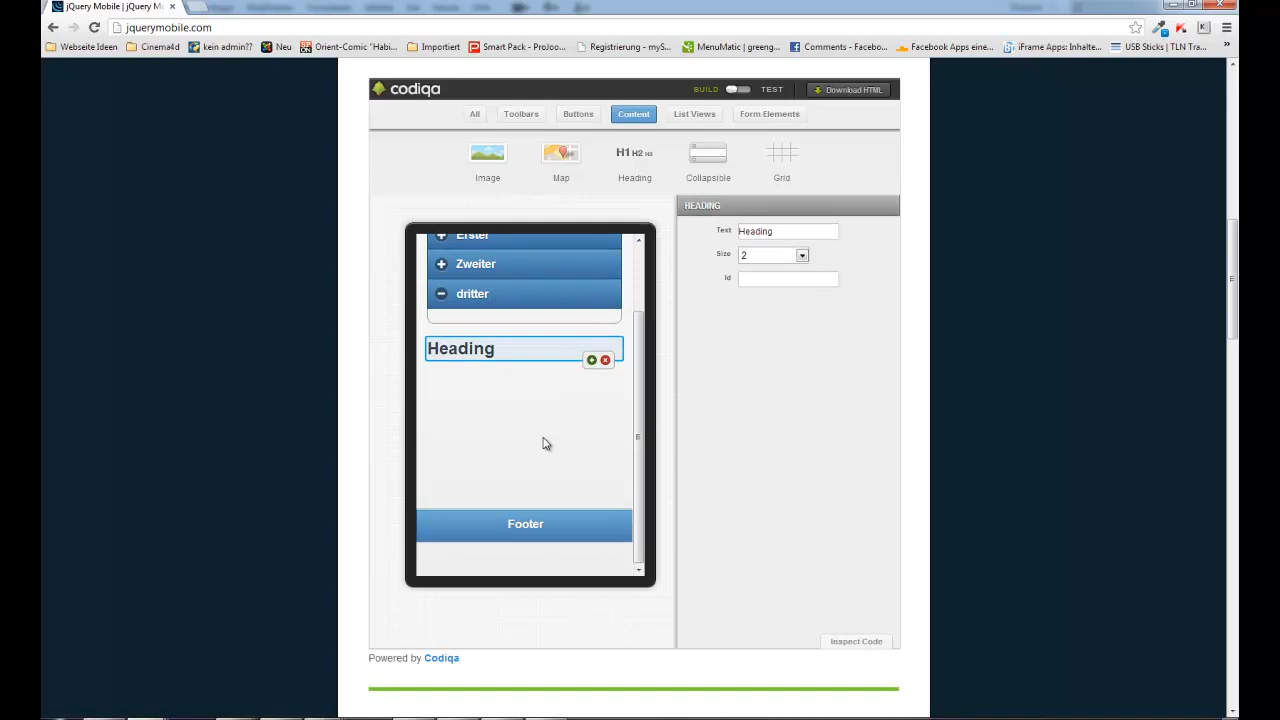 jQuery Mobile | jQuery M
jquerymobile.com
Webseite Ideen
Cinema4d
kein admin??
Neu
Orient-Comic "Habi...
Importiert
Smart Pack - ProJoo...
Registrierung - myS...
MenuMatic | greeng...
Comments - Facebo...
Facebook Apps eine...
iFrame Apps: Inhalte...
USB Sticks | TLN Tra...
codiqa
BUILD
TEST
Download HTML
All
Toolbars
Buttons
Content
List Views
Form Elements
H1 H2 H3
Image
Map
Heading
Collapsible
Grid
HEADING
Text
Heading
Size
2
Id
Erster
Zweiter
dritter
Heading
Footer
Inspect Code
Powered by Codiqa